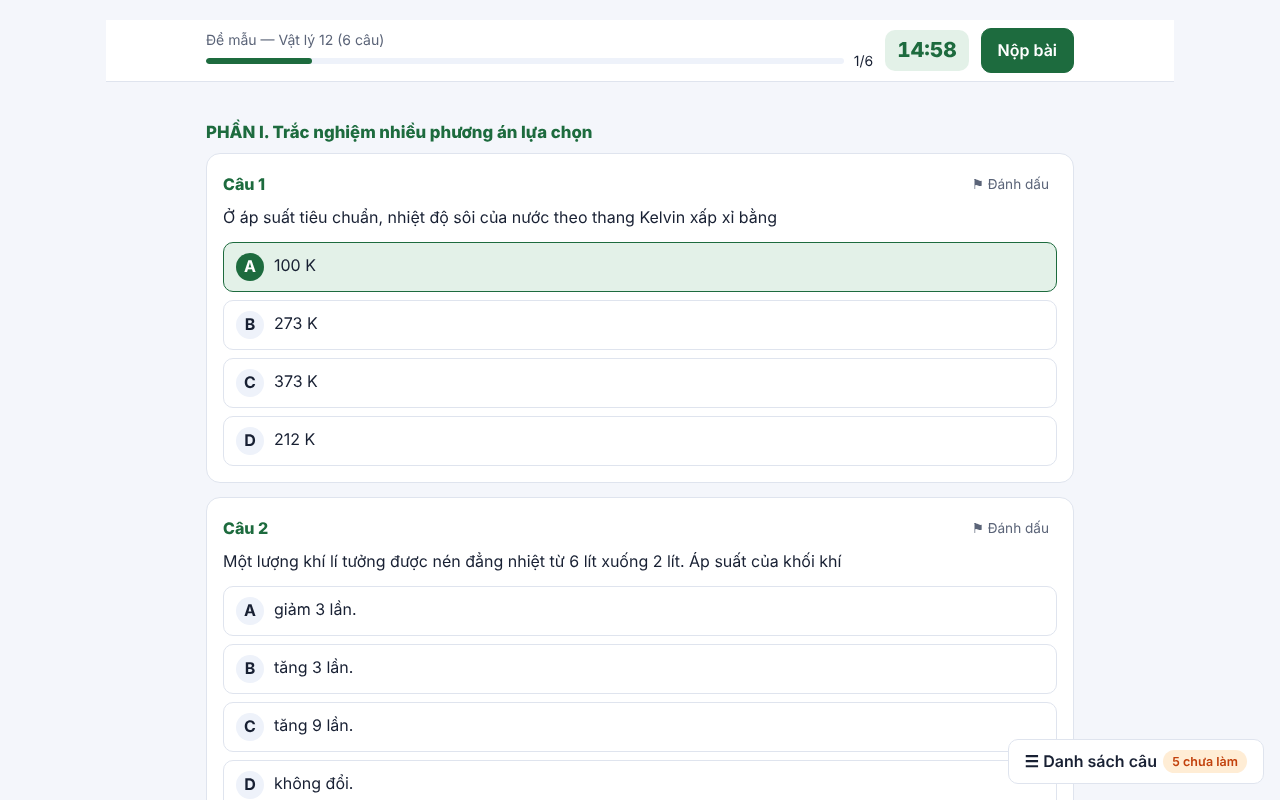 Đề mẫu — Vật lý 12 (6 câu)
1/6
14:58
Nộp bài
PHẦN I. Trắc nghiệm nhiều phương án lựa chọn
Câu 1
⚑ Đánh dấu
Ở áp suất tiêu chuẩn, nhiệt độ sôi của nước theo thang Kelvin xấp xỉ bằng
A 100 K
B 273 K
C 373 K
D 212 K
Câu 2
⚑ Đánh dấu
Một lượng khí lí tưởng được nén đẳng nhiệt từ 6 lít xuống 2 lít. Áp suất của khối khí
A giảm 3 lần.
B tăng 3 lần.
C tăng 9 lần.
D không đổi.
☰ Danh sách câu 5 chưa làm